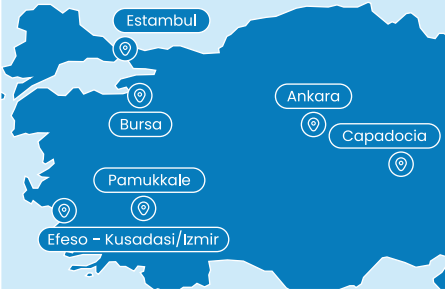 Estambul
Bursa
Ankara
Capadocia
Pamukkale
Efeso - Kusadasi/Izmir